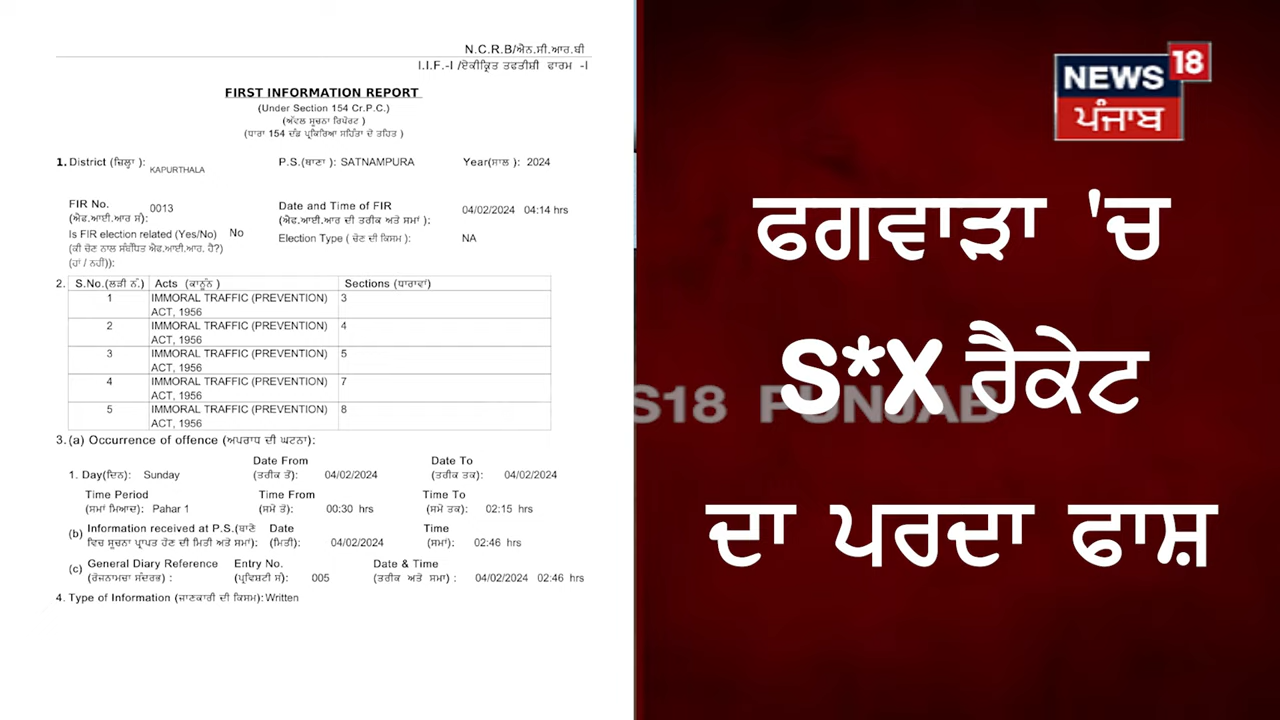 N.C.R.B/ਐਨ.ਸੀ.ਆਰ.ਬੀ
I.I.F.-I /ਏਕੀਕ੍ਰਿਤ ਤਫਤੀਸ਼ੀ ਫਾਰਮ -I
FIRST INFORMATION REPORT
(Under Section 154 Cr.P.C.)
(ਅੱਵਲ ਸੂਚਨਾ ਰਿਪੋਰਟ )
(ਧਾਰਾ 154 ਦੰਡ ਪ੍ਰਕਿਰਿਆ ਸਹਿੰਤਾ ਦੇ ਤਹਿਤ )
1. District (ਜ਼ਿਲ੍ਹਾ ): KAPURTHALA P.S.(ਥਾਣਾ ): SATNAMPURA Year(ਸਾਲ ): 2024
FIR No. 0013 Date and Time of FIR 04/02/2024 04:14 hrs
(ਐਫ.ਆਈ.ਆਰ ਸੰ): (ਐਫ.ਆਈ.ਆਰ ਦੀ ਤਰੀਕ ਅਤੇ ਸਮਾਂ ):
Is FIR election related (Yes/No) No Election Type ( ਚੋਣ ਦੀ ਕਿਸਮ ): NA
(ਕੀ ਚੋਣ ਨਾਲ ਸੰਬੰਧਿਤ ਐਫ.ਆਈ.ਆਰ. ਹੈ?)
(ਹਾਂ / ਨਹੀਂ)):
2. S.No.(ਲੜੀ ਨੰ.) Acts (ਕਾਨੂੰਨ ) Sections (ਧਾਰਾਵਾਂ)
1 IMMORAL TRAFFIC (PREVENTION) 3
ACT, 1956
2 IMMORAL TRAFFIC (PREVENTION) 4
ACT, 1956
3 IMMORAL TRAFFIC (PREVENTION) 5
ACT, 1956
4 IMMORAL TRAFFIC (PREVENTION) 7
ACT, 1956
5 IMMORAL TRAFFIC (PREVENTION) 8
ACT, 1956
3. (a) Occurrence of offence (ਅਪਰਾਧ ਦੀ ਘਟਨਾ):
Date From Date To
1. Day(ਦਿਨ): Sunday (ਤਰੀਕ ਤੋਂ): 04/02/2024 (ਤਰੀਕ ਤਕ): 04/02/2024
Time Period Time From Time To
(ਸਮਾਂ ਮਿਆਦ): Pahar 1 (ਸਮੇਂ ਤੋਂ): 00:30 hrs (ਸਮੇਂ ਤਕ): 02:15 hrs
(b) Information received at P.S.(ਥਾਣੇ Date Time
ਵਿਚ ਸੂਚਨਾ ਪ੍ਰਾਪਤ ਹੋਣ ਦੀ ਮਿਤੀ ਅਤੇ ਸਮਾਂ): (ਮਿਤੀ): 04/02/2024 (ਸਮਾਂ): 02:46 hrs
(c) General Diary Reference Entry No. Date & Time
(ਰੋਜ਼ਨਾਮਚਾ ਸੰਦਰਭ) : (ਪ੍ਰਵਿਸ਼ਟੀ ਸੰ): 005 (ਤਰੀਕ ਅਤੇ ਸਮਾ) : 04/02/2024 02:46 hrs
4. Type of Information (ਜਾਣਕਾਰੀ ਦੀ ਕਿਸਮ): Written
NEWS 18
ਪੰਜਾਬ
ਫਗਵਾੜਾ 'ਚ
S*X ਰੈਕੇਟ
S18 PUNJAB
ਦਾ ਪਰਦਾ ਫਾਸ਼